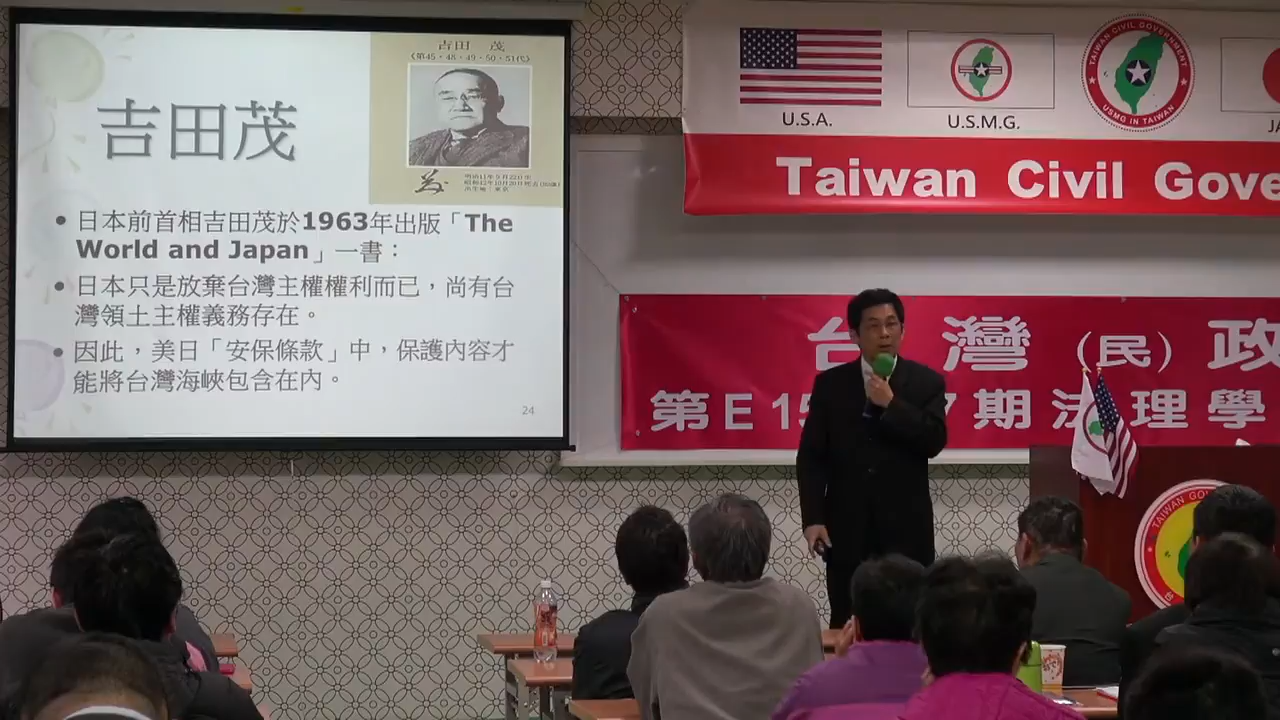 吉田 茂
《第45・48・49・50・51代》
吉田茂
• 日本前首相吉田茂於1963年出版「The
World and Japan」一書：
• 日本只是放棄台灣主權權利而已，尚有台
灣領土主權義務存在。
• 因此，美日「安保條款」中，保護內容才
能將台灣海峽包含在內。
24
U.S.A.
U.S.M.G.
TAIWAN CIVIL GOVERNMENT
USMG IN TAIWAN
Taiwan Civil Gove
台灣（民）政
第E15 7期法理學